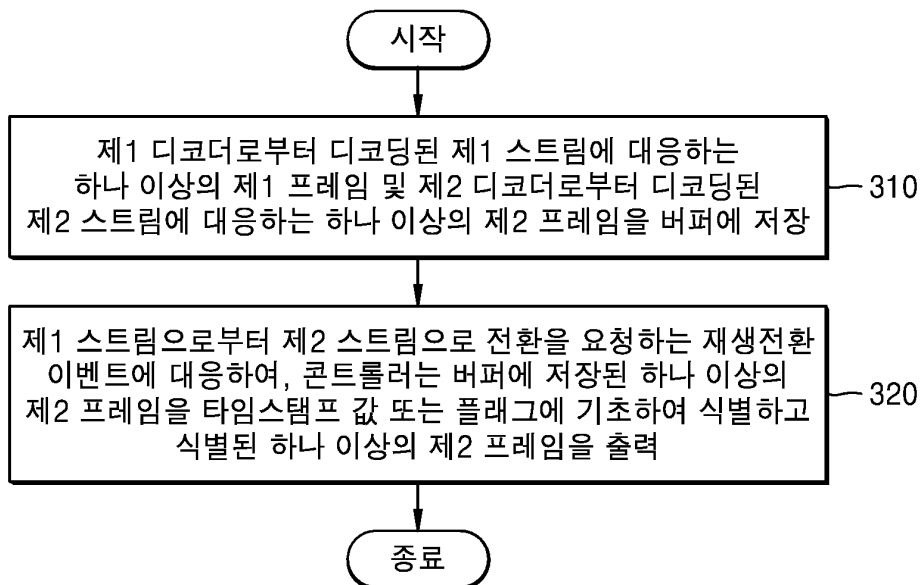 시작
제1 디코더로부터 디코딩된 제1 스트림에 대응하는
하나 이상의 제1 프레임 및 제2 디코더로부터 디코딩된
제2 스트림에 대응하는 하나 이상의 제2 프레임을 버퍼에 저장
310
제1 스트림으로부터 제2 스트림으로 전환을 요청하는 재생전환
이벤트에 대응하여, 콘트롤러는 버퍼에 저장된 하나 이상의
제2 프레임을 타임스탬프 값 또는 플래그에 기초하여 식별하고
식별된 하나 이상의 제2 프레임을 출력
320
종료